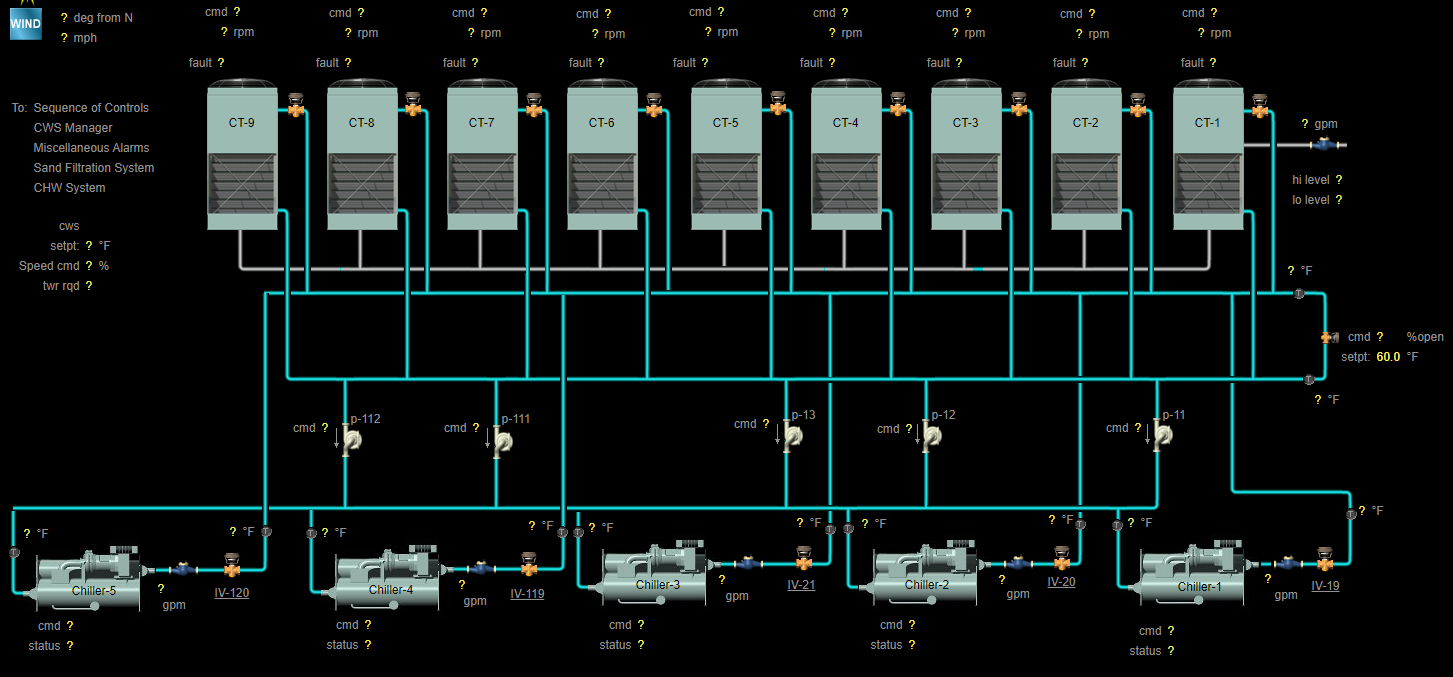 cmd ? cmd ? cmd ? cmd ? cmd ? cmd ? cmd ? cmd ? cmd ?
WIND ? deg from N
? rpm ? rpm ? rpm ? rpm ? rpm ? rpm ? rpm ? rpm ? rpm
? mph
fault ? fault ? fault ? fault ? fault ? fault ? fault ? fault ? fault ?
To: Sequence of Controls
CWS Manager
Miscellaneous Alarms
Sand Filtration System
CHW System
CT-9 CT-8 CT-7 CT-6 CT-5 CT-4 CT-3 CT-2 CT-1
? gpm
hi level ?
lo level ?
cws
setpt: ? °F
Speed cmd ? %
twr rqd ?
? °F
cmd ? %open
setpt: 60.0 °F
? °F
p-112 p-111 p-13 p-12 p-11
cmd ? cmd ? cmd ? cmd ? cmd ?
? °F ? °F ? °F ? °F ? °F ? °F ? °F ? °F ? °F ? °F
T T T T T T T T T T T T
Chiller-5 ? gpm IV-120
Chiller-4 ? gpm IV-119
Chiller-3 ? gpm IV-21
Chiller-2 ? gpm IV-20
Chiller-1 ? gpm IV-19
cmd ? cmd ? cmd ? cmd ? cmd ?
status ? status ? status ? status ? status ?